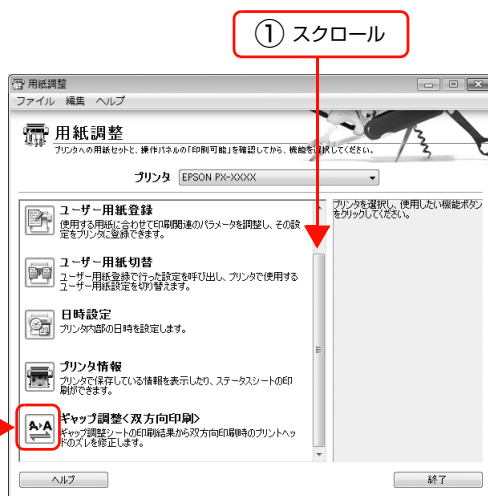 ① スクロール
用紙調整
ファイル 編集 ヘルプ
用紙調整
プリンタへの用紙セットと、操作パネルの「印刷可能」を確認してから、機能を選択してください。
プリンタ EPSON PX-XXXX
ユーザー用紙登録
使用する用紙に合わせて印刷関連のパラメータを調整し、その設
定をプリンタに登録できます。
ユーザー用紙切替
ユーザー用紙登録で行った設定を呼び出し、プリンタで使用する
ユーザー用紙設定を切り替えます。
日時設定
プリンタ内部の日時を設定します。
プリンタ情報
プリンタで保存している情報を表示したり、ステータスシートの印
刷ができます。
A›A
ギャップ調整<双方向印刷>
ギャップ調整シートの印刷結果から双方向印刷時のプリントヘッ
ドのズレを修正します。
プリンタを選択し、使用したい機能ボタン
をクリックしてください。
ヘルプ
終了